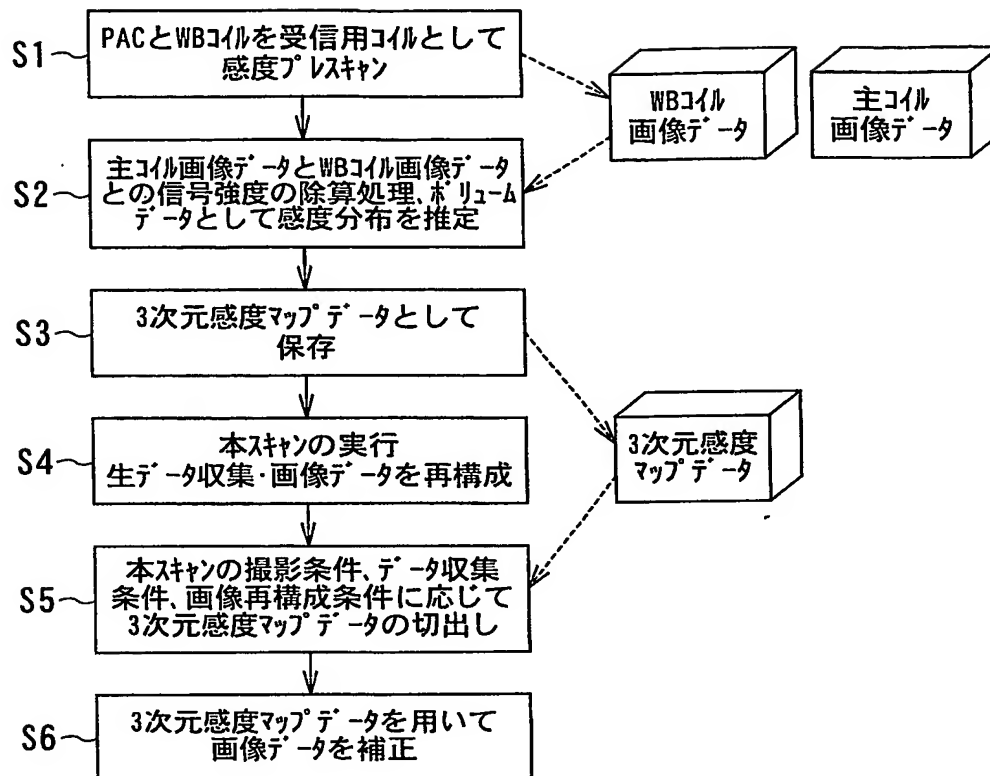 S1
PACとWBコイルを受信用コイルとして
感度プレスキャン
WBコイル
画像データ
主コイル
画像データ
S2
主コイル画像データとWBコイル画像データ
との信号強度の除算処理、ボリューム
データとして感度分布を推定
S3
3次元感度マップデータとして
保存
S4
本スキャンの実行
生データ収集・画像データを再構成
3次元感度
マップデータ
S5
本スキャンの撮影条件、データ収集
条件、画像再構成条件に応じて
3次元感度マップデータの切出し
S6
3次元感度マップデータを用いて
画像データを補正